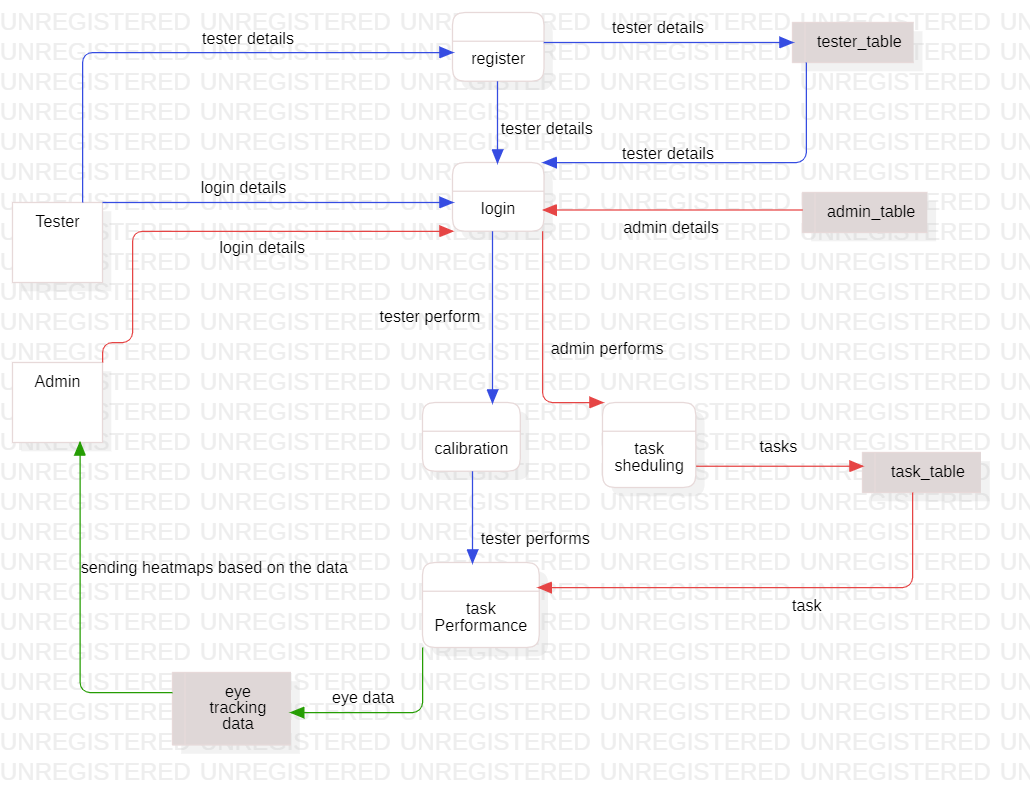 tester details
tester details
register
tester_table
tester details
tester details
login details
login
admin_table
Tester
admin details
login details
tester perform
admin performs
Admin
calibration
task
sheduling
tasks
task_table
tester performs
sending heatmaps based on the data
task
Performance
task
eye
tracking
data
eye data
UNREGISTERED